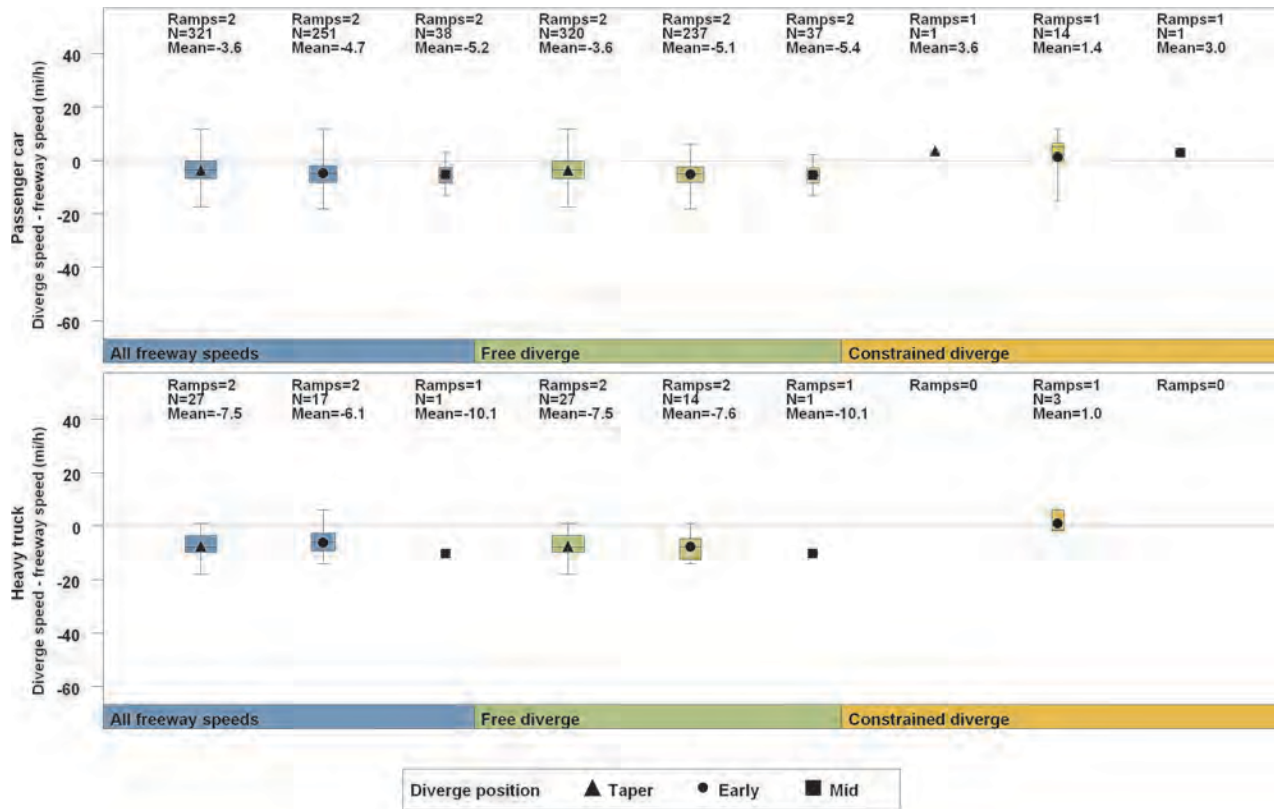 Ramps=2 Ramps=2 Ramps=2 Ramps=2 Ramps=2 Ramps=2 Ramps=1 Ramps=1 Ramps=1
N=321 N=251 N=38 N=320 N=237 N=37 N=1 N=14 N=1
Mean=-3.6 Mean=-4.7 Mean=-5.2 Mean=-3.6 Mean=-5.1 Mean=-5.4 Mean=3.6 Mean=1.4 Mean=3.0
Passenger car
Diverge speed - freeway speed (mi/h)
40
20
0
-20
-40
-60
All freeway speeds Free diverge Constrained diverge
Ramps=2 Ramps=2 Ramps=1 Ramps=2 Ramps=2 Ramps=1 Ramps=0 Ramps=1 Ramps=0
N=27 N=17 N=1 N=27 N=14 N=1 N=3
Mean=-7.5 Mean=-6.1 Mean=-10.1 Mean=-7.5 Mean=-7.6 Mean=-10.1 Mean=1.0
Heavy truck
Diverge speed - freeway speed (mi/h)
40
20
0
-20
-40
-60
All freeway speeds Free diverge Constrained diverge
Diverge position Taper Early Mid